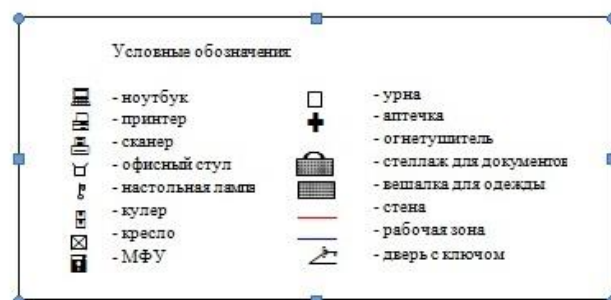 Условные обозначения:
- ноутбук
- принтер
- сканер
- офисный стул
- настольная лампа
- кулер
- кресло
- МФУ
- урна
- аптечка
- огнетушитель
- стеллаж для документов
- вешалка для одежды
- стена
- рабочая зона
- дверь с ключом